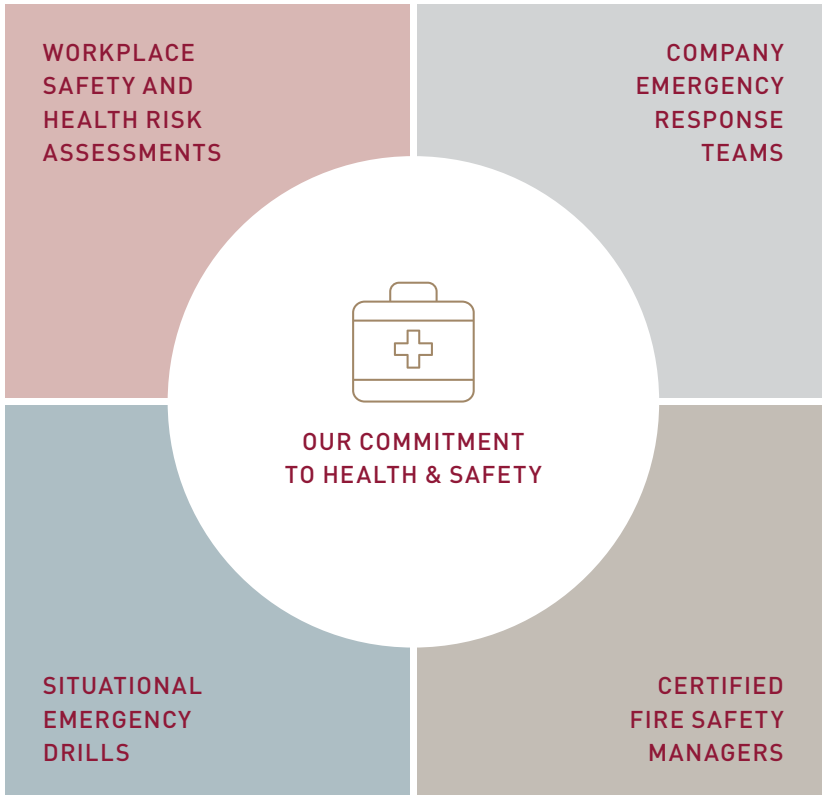 WORKPLACE
SAFETY AND
HEALTH RISK
ASSESSMENTS
COMPANY
EMERGENCY
RESPONSE
TEAMS
OUR COMMITMENT
TO HEALTH & SAFETY
SITUATIONAL
EMERGENCY
DRILLS
CERTIFIED
FIRE SAFETY
MANAGERS